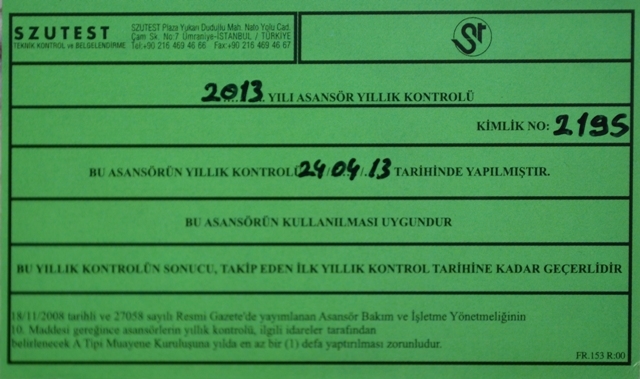 SZUTEST
TEKNİK KONTROL ve BELGELENDİRME
SZUTEST Plaza Yukarı Dudullu Mah. Nato Yolu Cad.
Çam Sk. No:7 Ümraniye-İSTANBUL / TÜRKİYE
Tel:+90 216 469 46 66 Fax:+90 216 469 46 67
2013 YILI ASANSÖR YILLIK KONTROLÜ
KİMLİK NO: 2195
BU ASANSÖRÜN YILLIK KONTROLÜ 24/04/13 TARİHİNDE YAPILMIŞTIR.
BU ASANSÖRÜN KULLANILMASI UYGUNDUR
BU YILLIK KONTROLÜN SONUCU, TAKİP EDEN İLK YILLIK KONTROL TARİHİNE KADAR GEÇERLİDİR
18/11/2008 tarihli ve 27058 sayılı Resmi Gazete'de yayımlanan Asansör Bakım ve İşletme Yönetmeliğinin
10. Maddesi gereğince asansörlerin yıllık kontrolü, ilgili idareler tarafından
belirlenecek A Tipi Muayene Kuruluşuna yılda en az bir (1) defa yaptırılması zorunludur.
FR.153 R:00